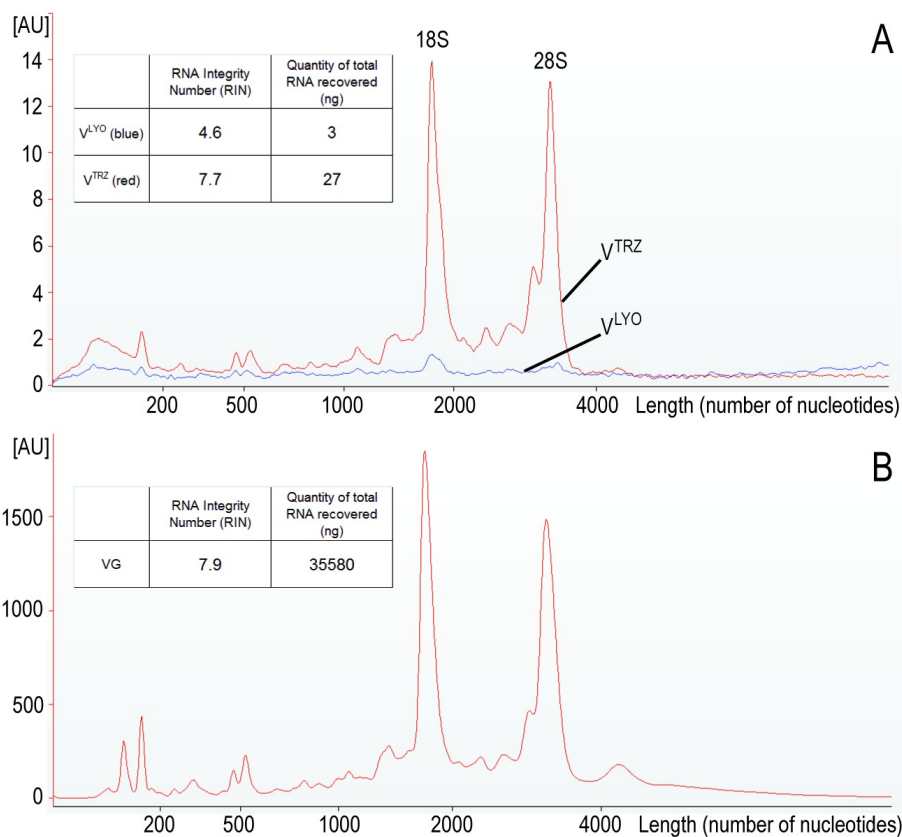 [AU]
A
18S
28S
14
12
10
8
6
4
2
0
RNA Integrity
Number (RIN)
Quantity of total
RNA recovered
(ng)
V^LYO (blue) 4.6 3
V^TRZ (red) 7.7 27
V^TRZ
V^LYO
200 500 1000 2000 4000 Length (number of nucleotides)
[AU]
B
1500
1000
500
0
RNA Integrity
Number (RIN)
Quantity of total
RNA recovered
(ng)
VG 7.9 35580
200 500 1000 2000 4000 Length (number of nucleotides)